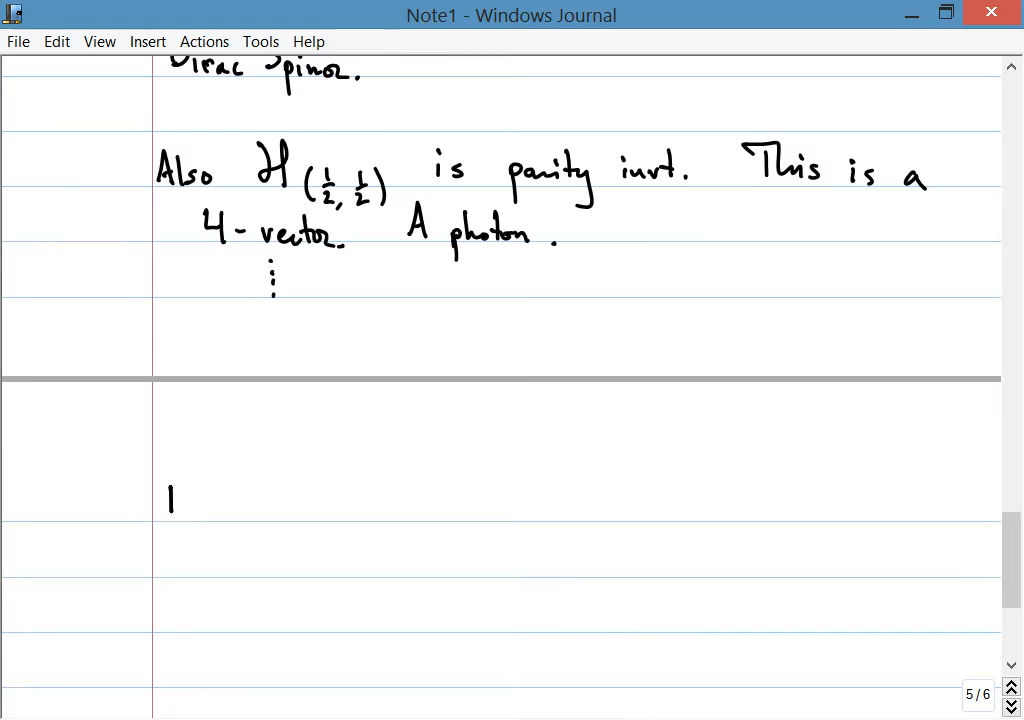 Note1 - Windows Journal
File Edit View Insert Actions Tools Help
Dirac Spinor.
Also ℋ(½, ½) is parity invt. This is a
4-vector. A photon.
⋮
I
5 / 6